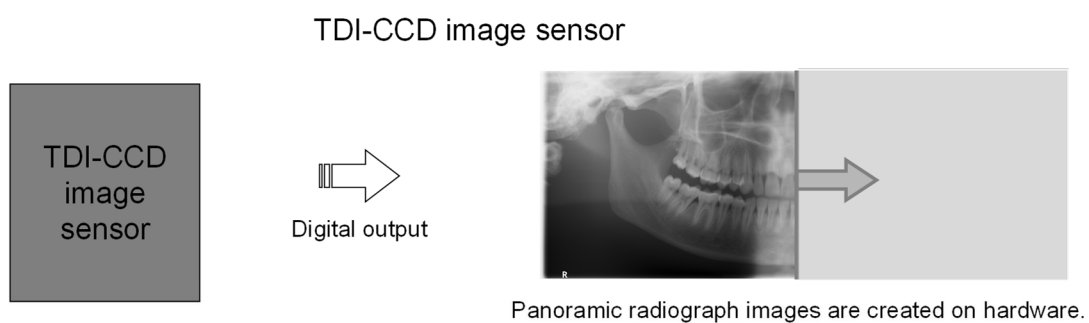 TDI-CCD image sensor
TDI-CCD
image
sensor
Digital output
R
Panoramic radiograph images are created on hardware.